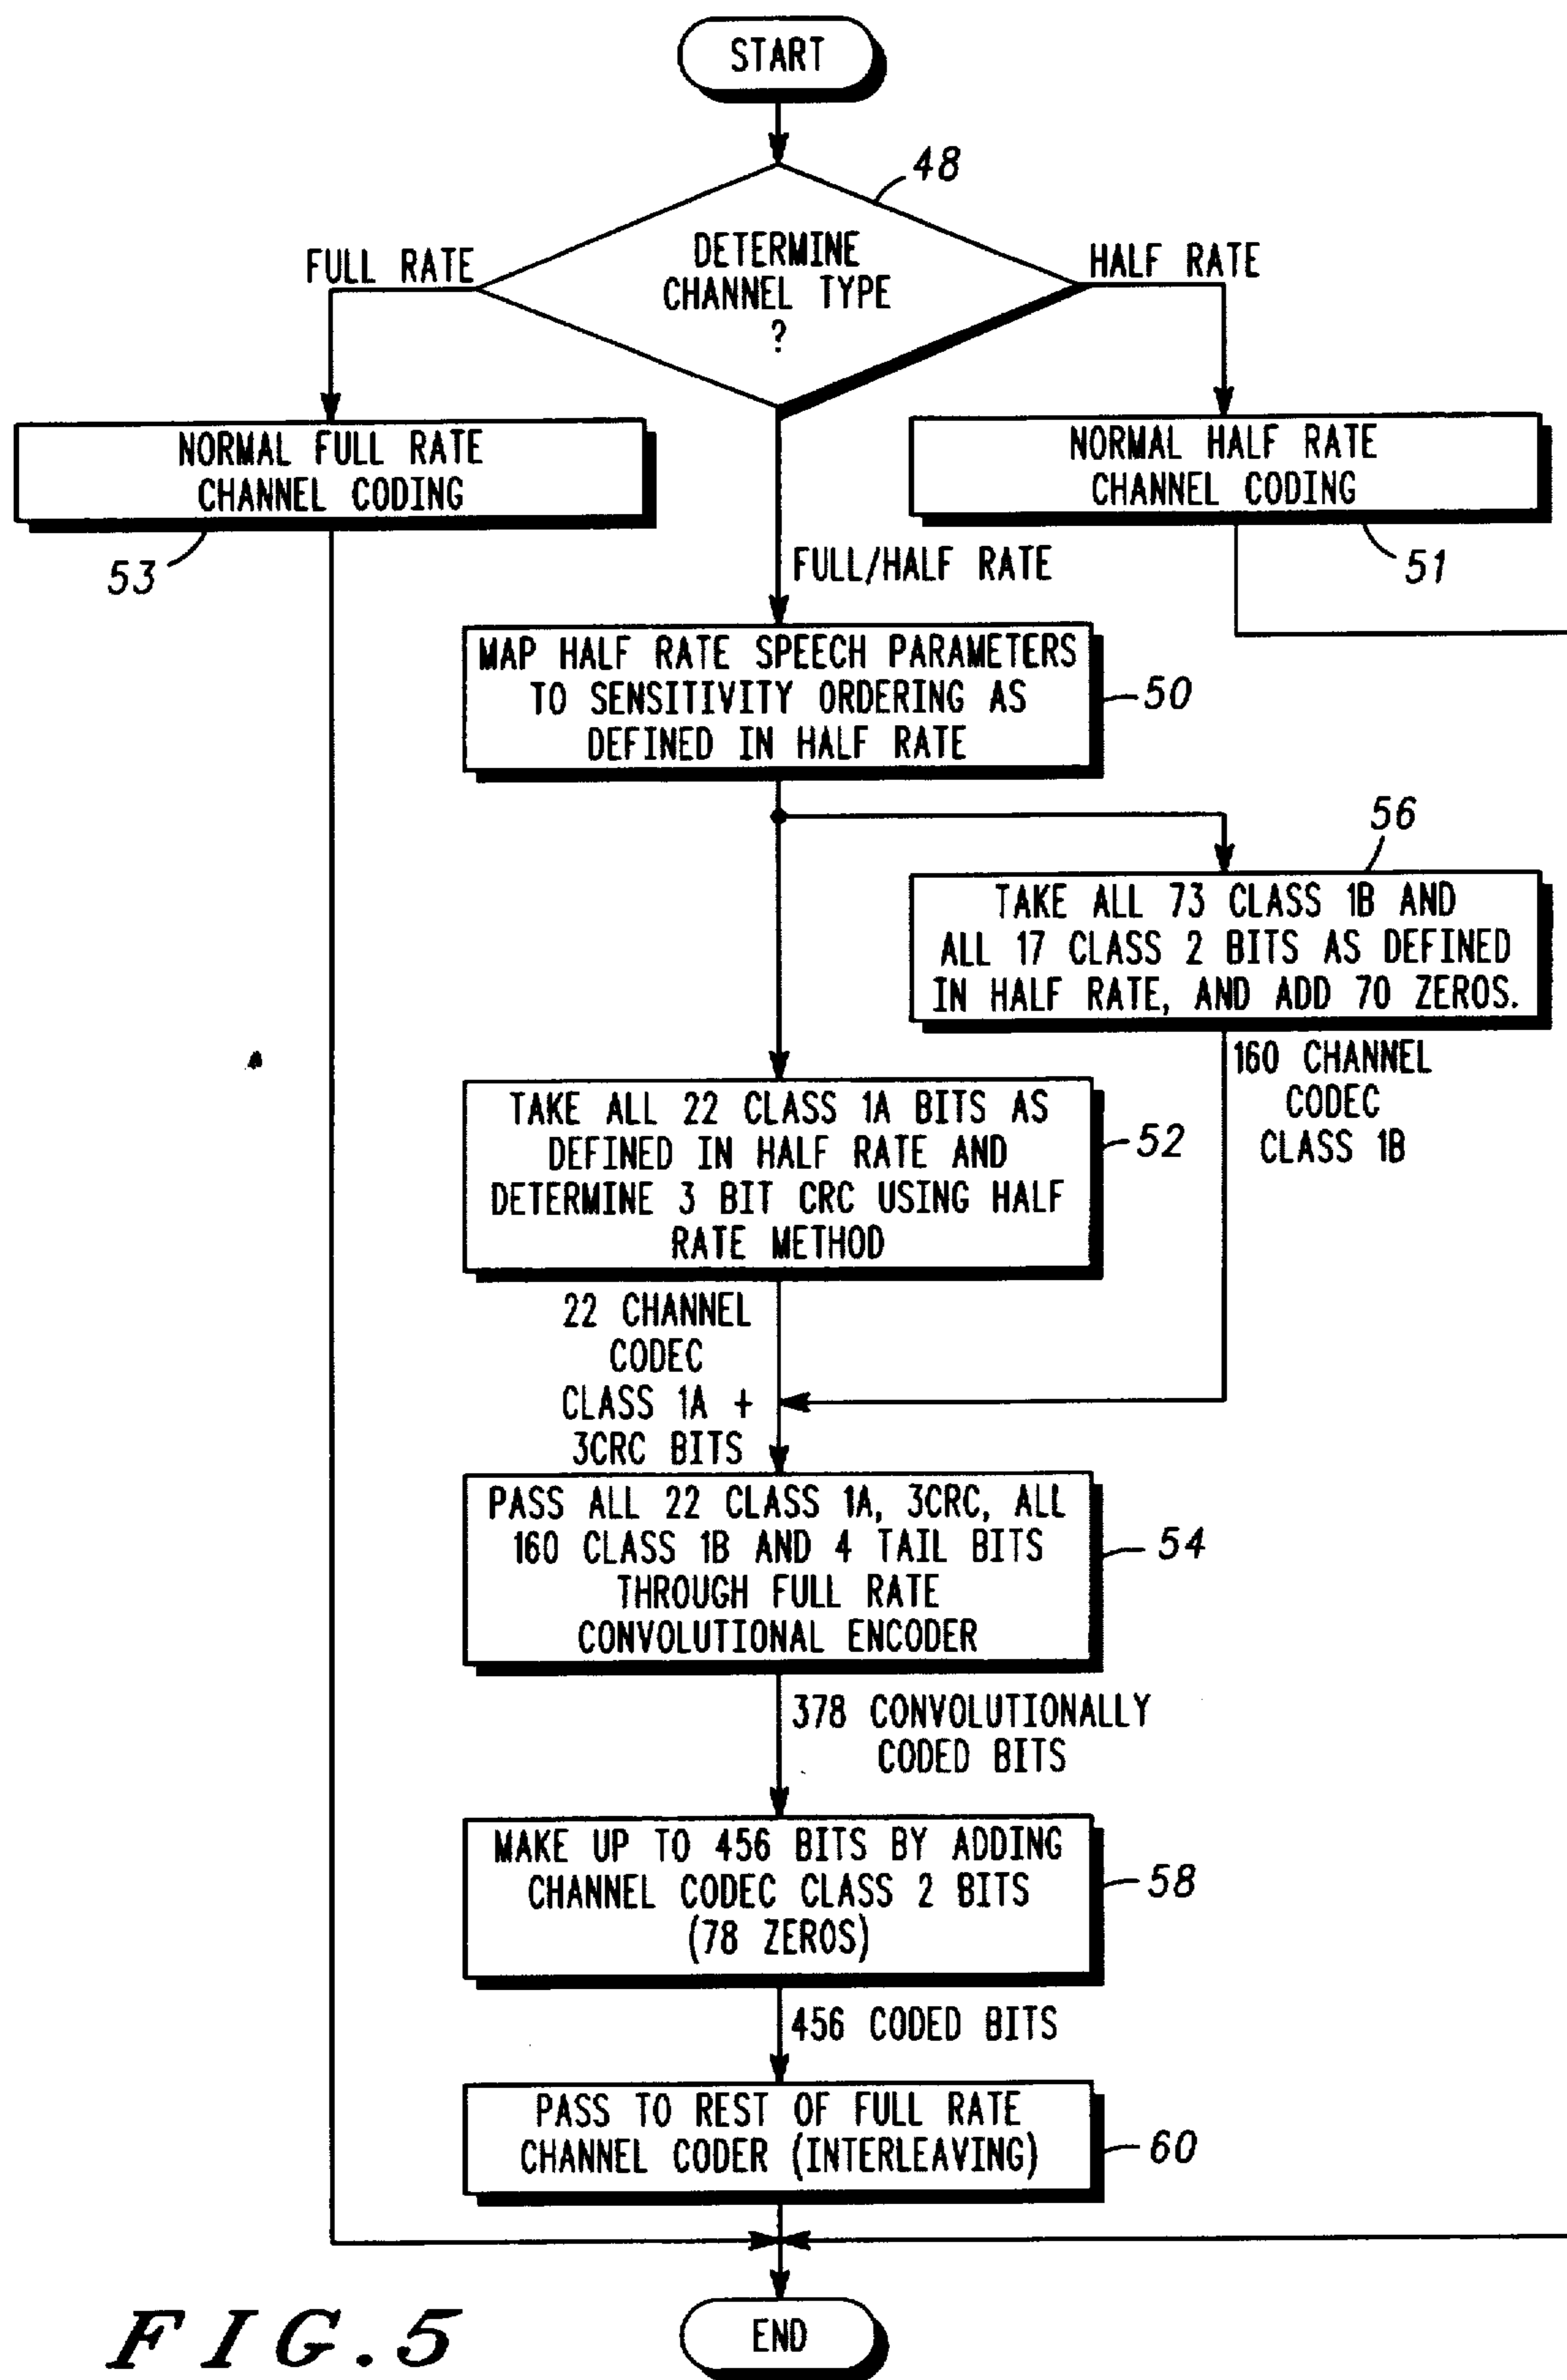 START
48
DETERMINE
CHANNEL TYPE
?
FULL RATE
HALF RATE
NORMAL FULL RATE
CHANNEL CODING
53
NORMAL HALF RATE
CHANNEL CODING
51
FULL/HALF RATE
MAP HALF RATE SPEECH PARAMETERS
TO SENSITIVITY ORDERING AS
DEFINED IN HALF RATE
50
56
TAKE ALL 73 CLASS 1B AND
ALL 17 CLASS 2 BITS AS DEFINED
IN HALF RATE, AND ADD 70 ZEROS.
160 CHANNEL
CODEC
CLASS 1B
TAKE ALL 22 CLASS 1A BITS AS
DEFINED IN HALF RATE AND
DETERMINE 3 BIT CRC USING HALF
RATE METHOD
52
22 CHANNEL
CODEC
CLASS 1A +
3CRC BITS
PASS ALL 22 CLASS 1A, 3CRC, ALL
160 CLASS 1B AND 4 TAIL BITS
THROUGH FULL RATE
CONVOLUTIONAL ENCODER
54
378 CONVOLUTIONALLY
CODED BITS
MAKE UP TO 456 BITS BY ADDING
CHANNEL CODEC CLASS 2 BITS
(78 ZEROS)
58
456 CODED BITS
PASS TO REST OF FULL RATE
CHANNEL CODER (INTERLEAVING)
60
END
FIG.5